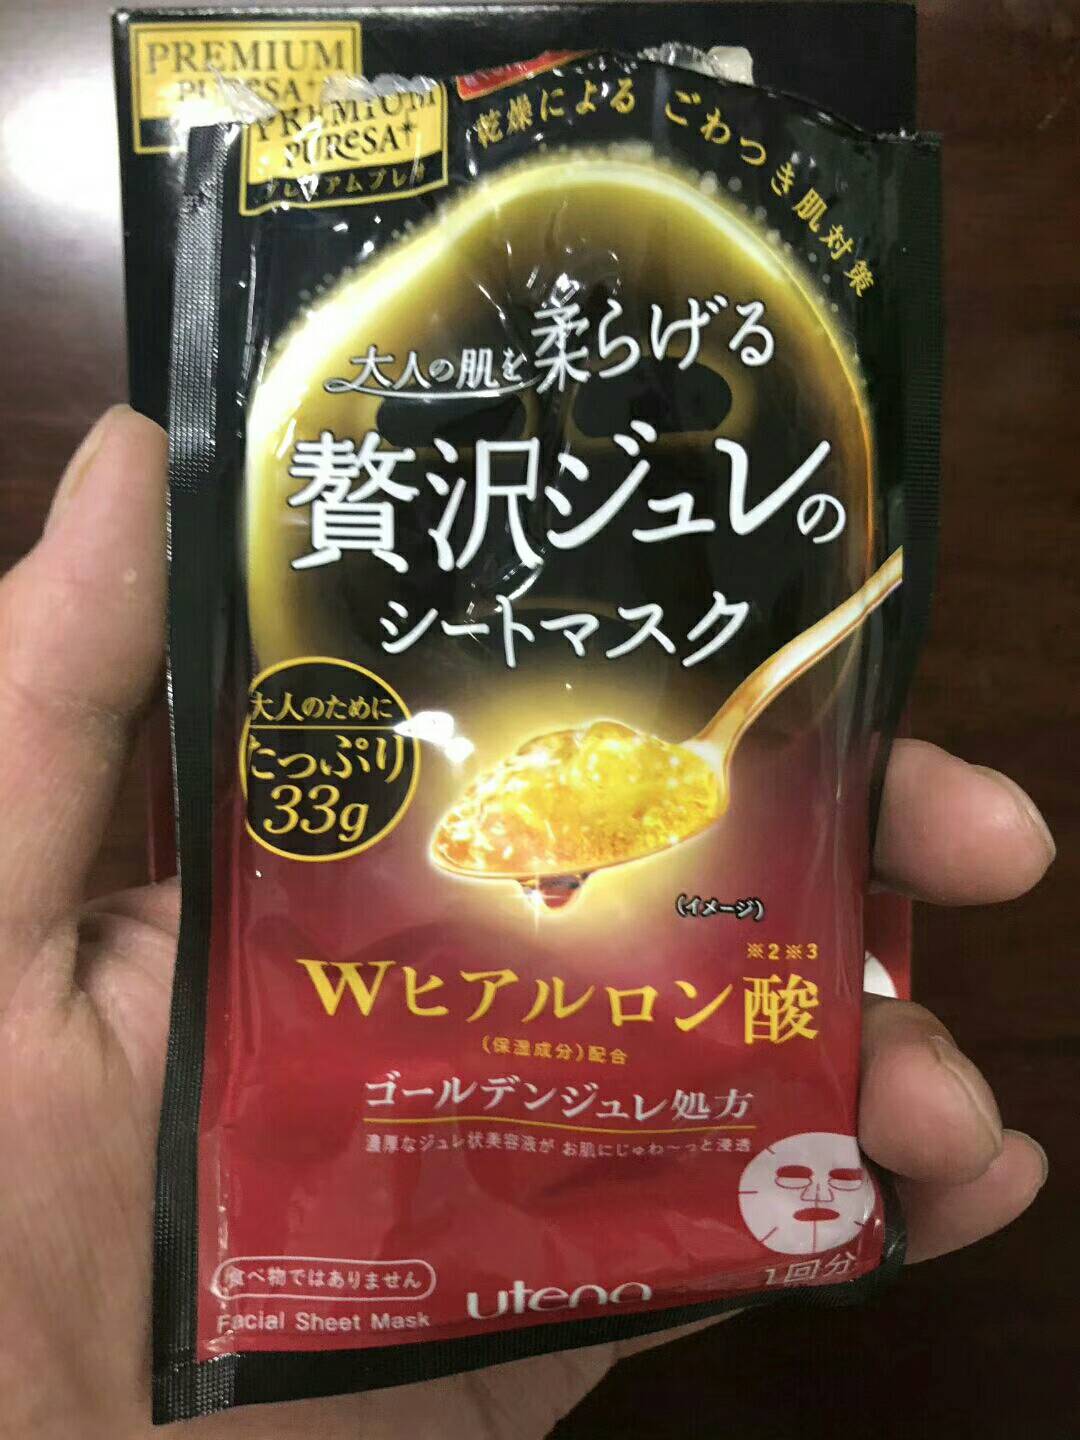 PREMIUM
PURESA
PREMIUM
PURESA
プレミアムプレサ
乾燥による ごわつき肌対策
大人の肌を柔らげる
贅沢ジュレの
シートマスク
大人のために
たっぷり
33g
(イメージ)
※2※3
Wヒアルロン酸
(保湿成分)配合
ゴールデンジュレ処方
濃厚なジュレ状美容液が お肌にじゅわ〜っと浸透
食べ物ではありません
Facial Sheet Mask
utena
1回分